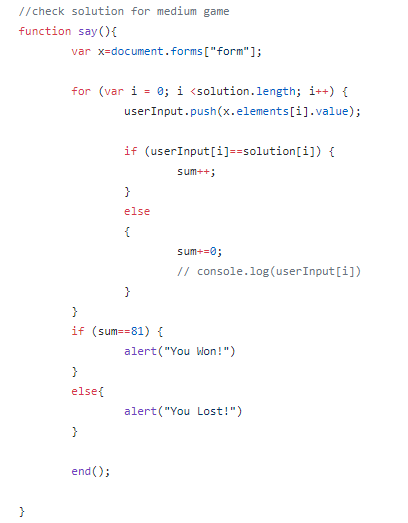 //check solution for medium game
function say(){
var x=document.forms["form"];
for (var i = 0; i <solution.length; i++) {
userInput.push(x.elements[i].value);
if (userInput[i]==solution[i]) {
sum++;
}
else
{
sum+=0;
// console.log(userInput[i])
}
}
if (sum==81) {
alert("You Won!")
}
else{
alert("You Lost!")
}
end();
}